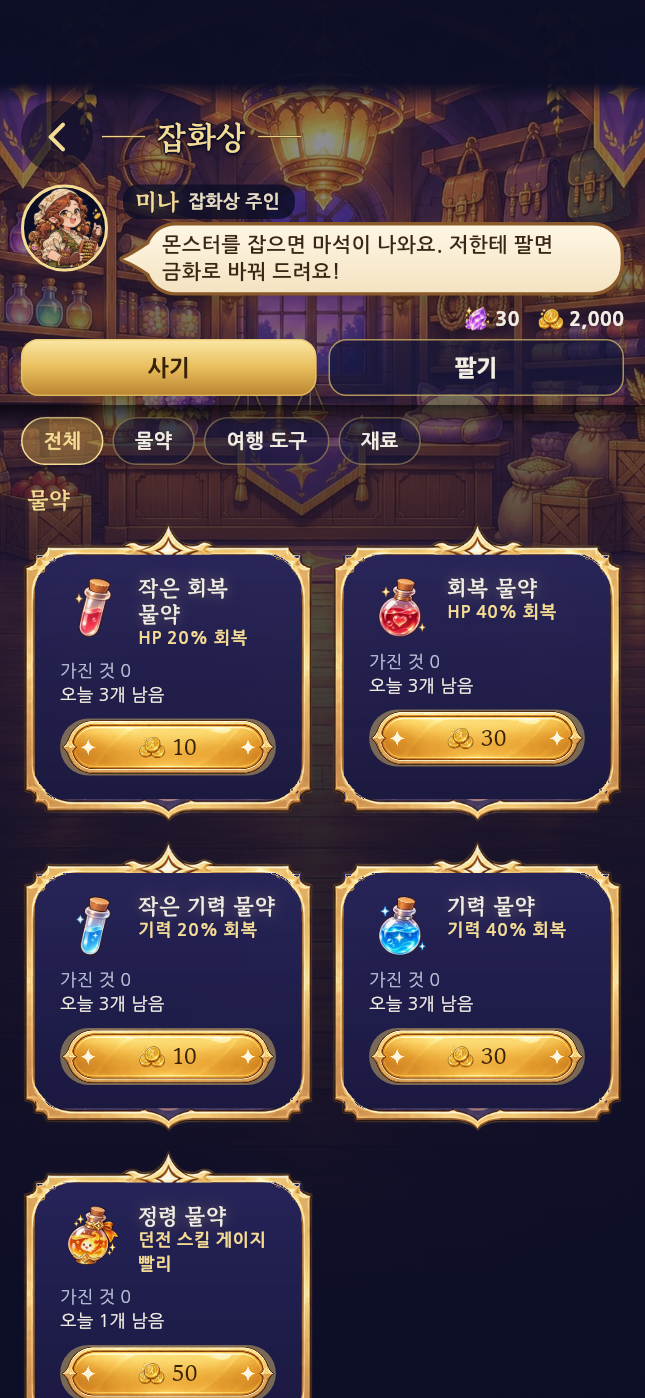 잡화상
미나 잡화상 주인
몬스터를 잡으면 마석이 나와요. 저한테 팔면
금화로 바꿔 드려요!
30 2,000
사기 팔기
전체 물약 여행 도구 재료
물약
작은 회복
물약
HP 20% 회복
가진 것 0
오늘 3개 남음
10
회복 물약
HP 40% 회복
가진 것 0
오늘 3개 남음
30
작은 기력 물약
기력 20% 회복
가진 것 0
오늘 3개 남음
10
기력 물약
기력 40% 회복
가진 것 0
오늘 3개 남음
30
정령 물약
던전 스킬 게이지
빨리
가진 것 0
오늘 1개 남음
50